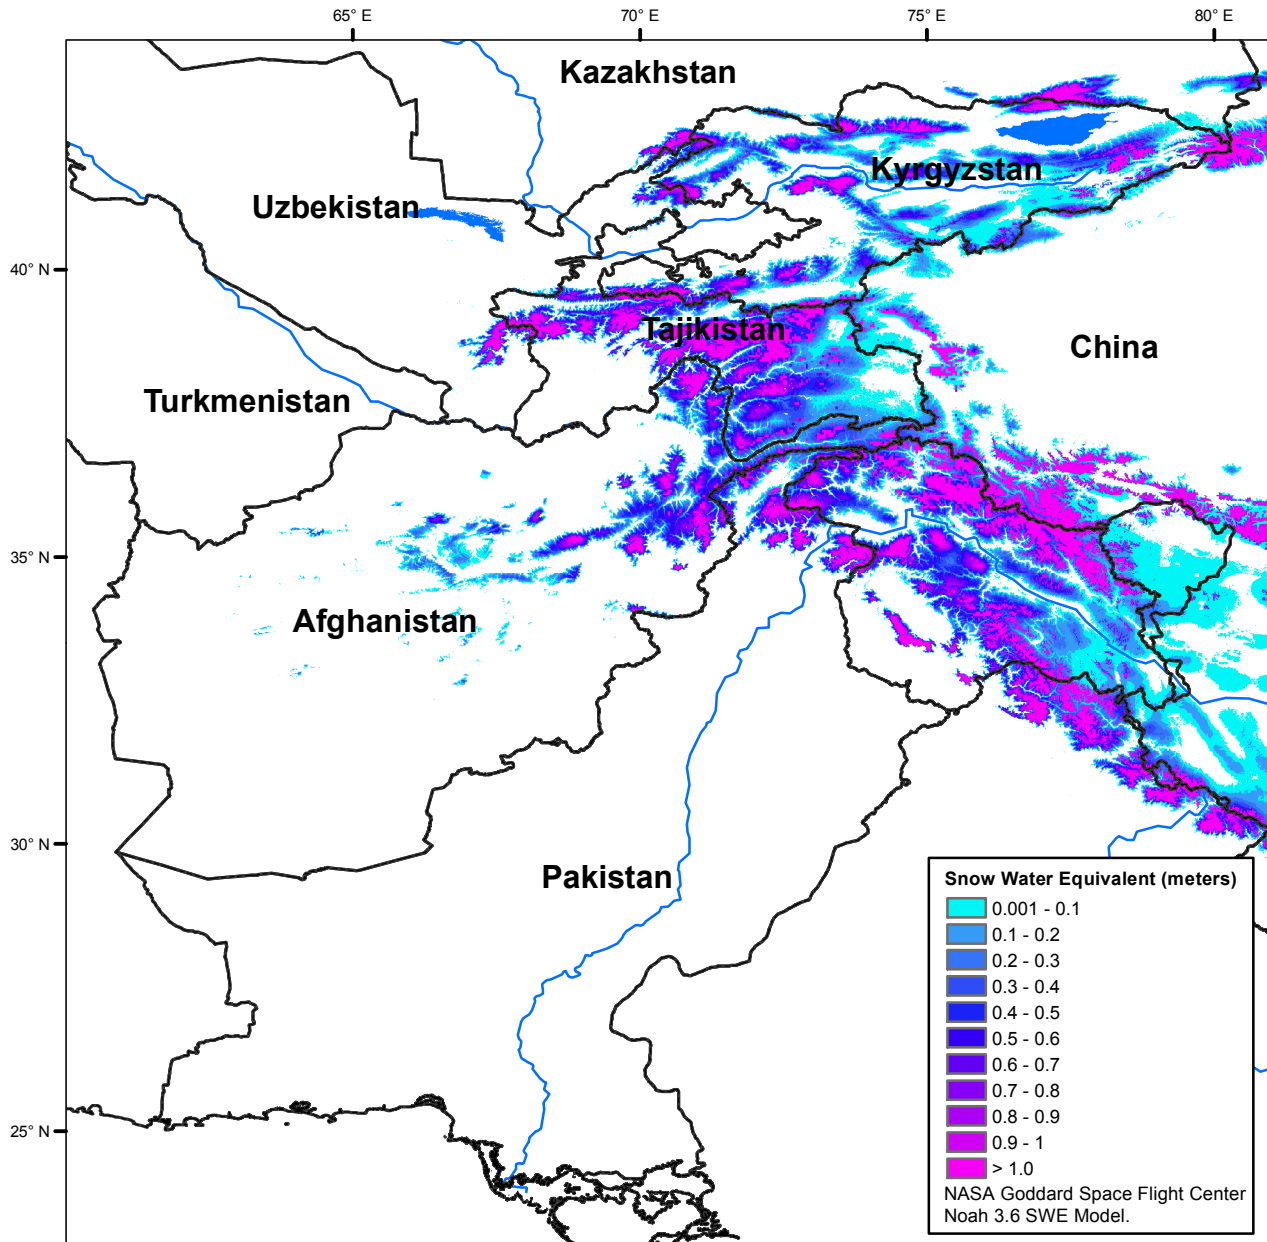 65° E
70° E
75° E
80° E
Kazakhstan
Kyrgyzstan
Uzbekistan
40° N
Tajikistan
China
Turkmenistan
35° N
Afghanistan
30° N
Pakistan
25° N
Snow Water Equivalent (meters)
0.001 - 0.1
0.1 - 0.2
0.2 - 0.3
0.3 - 0.4
0.4 - 0.5
0.5 - 0.6
0.6 - 0.7
0.7 - 0.8
0.8 - 0.9
0.9 - 1
> 1.0
NASA Goddard Space Flight Center
Noah 3.6 SWE Model.